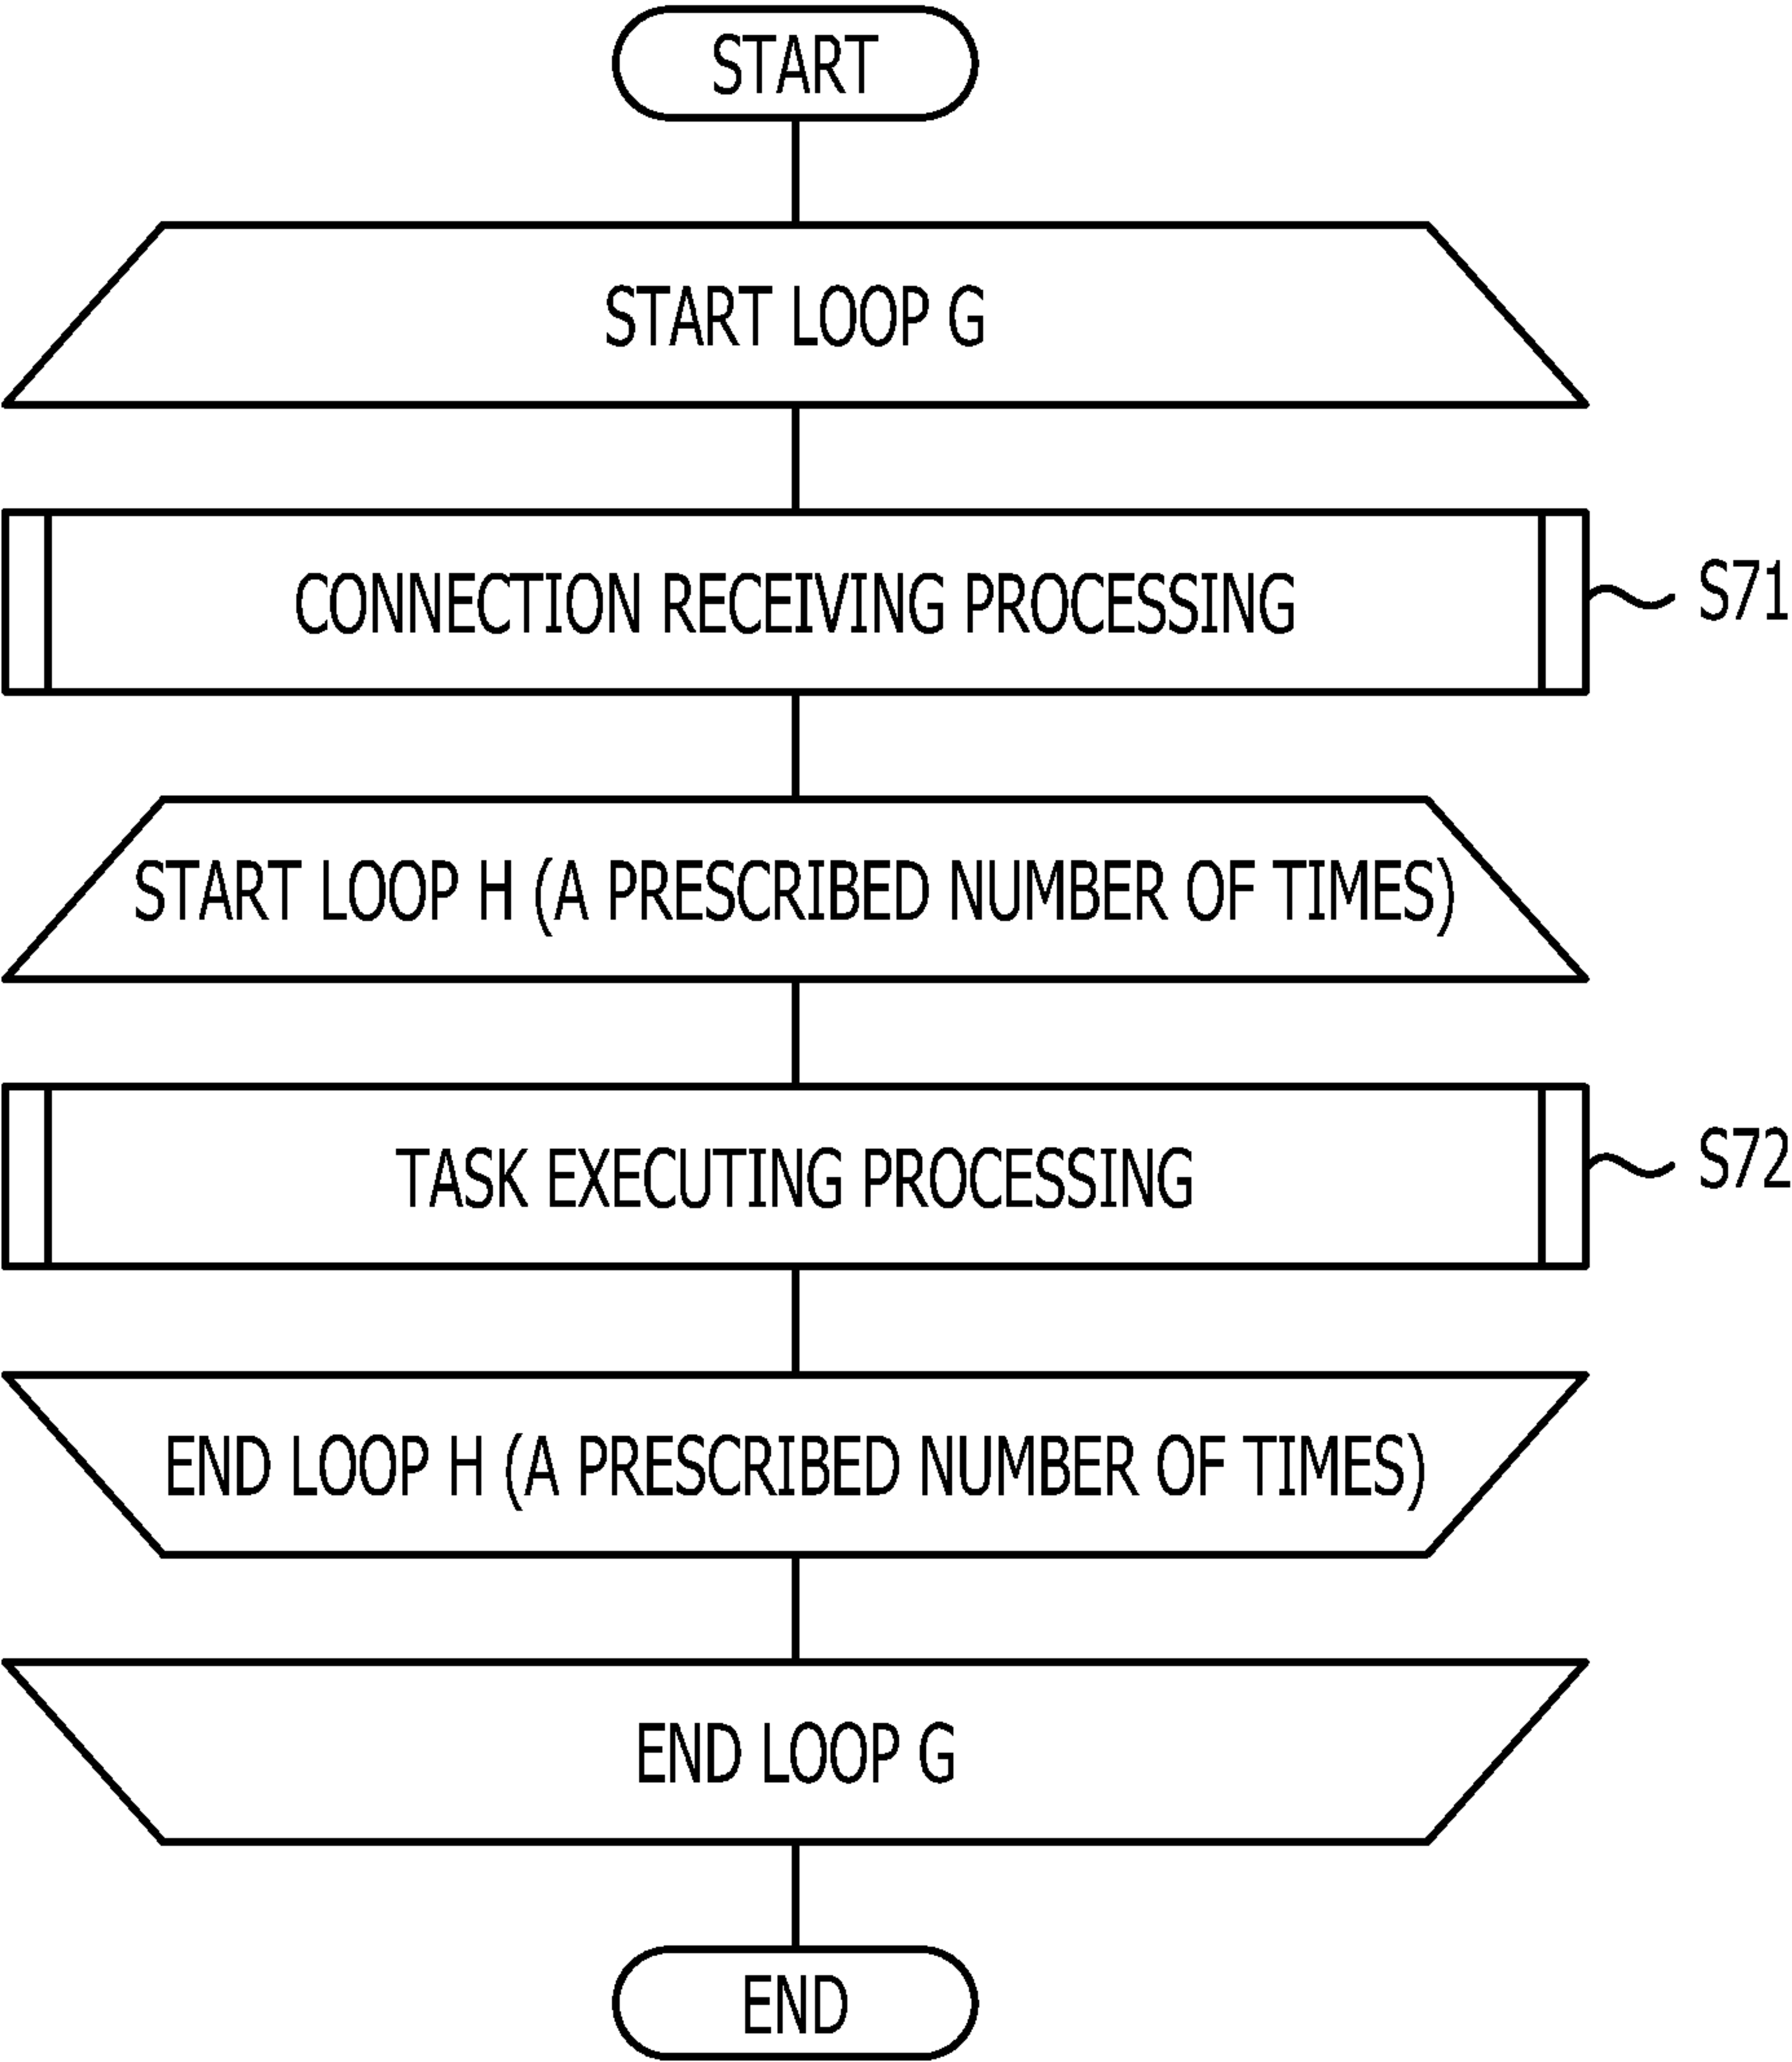 START
START LOOP G
CONNECTION RECEIVING PROCESSING
S71
START LOOP H (A PRESCRIBED NUMBER OF TIMES)
TASK EXECUTING PROCESSING
S72
END LOOP H (A PRESCRIBED NUMBER OF TIMES)
END LOOP G
END